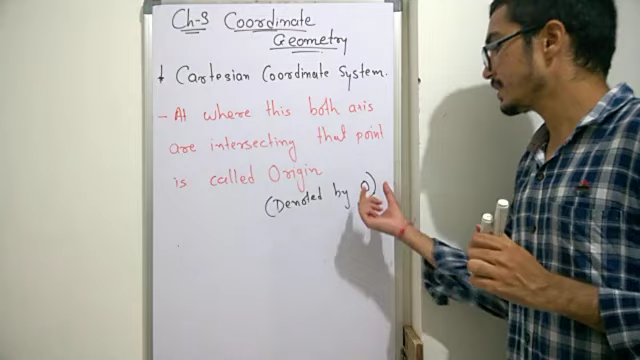 Ch-3 Coordinate
Geometry
+ Cartesian Coordinate System.
- At where this both axis
are intersecting that point
is called Origin
(Denoted by O)